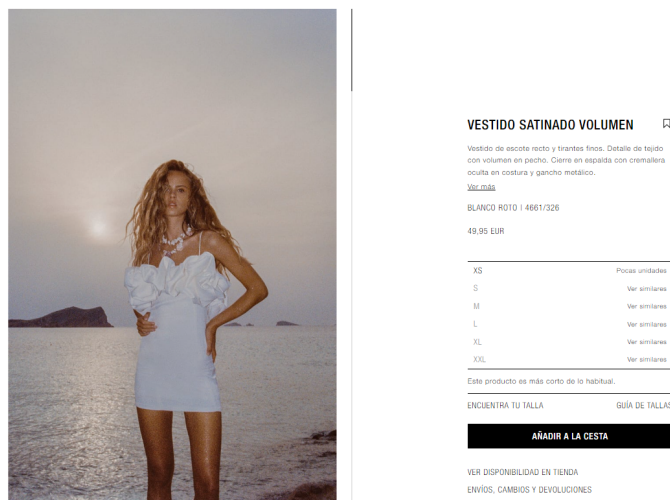 VESTIDO SATINADO VOLUMEN
Vestido de escote recto y tirantes finos. Detalle de tejido
con volumen en pecho. Cierre en espalda con cremallera
oculta en costura y gancho metálico.
Ver más
BLANCO ROTO | 4661/326
49,95 EUR
XS Pocas unidades
S Ver similares
M Ver similares
L Ver similares
XL Ver similares
XXL Ver similares
Este producto es más corto de lo habitual.
ENCUENTRA TU TALLA GUÍA DE TALLAS
AÑADIR A LA CESTA
VER DISPONIBILIDAD EN TIENDA
ENVÍOS, CAMBIOS Y DEVOLUCIONES